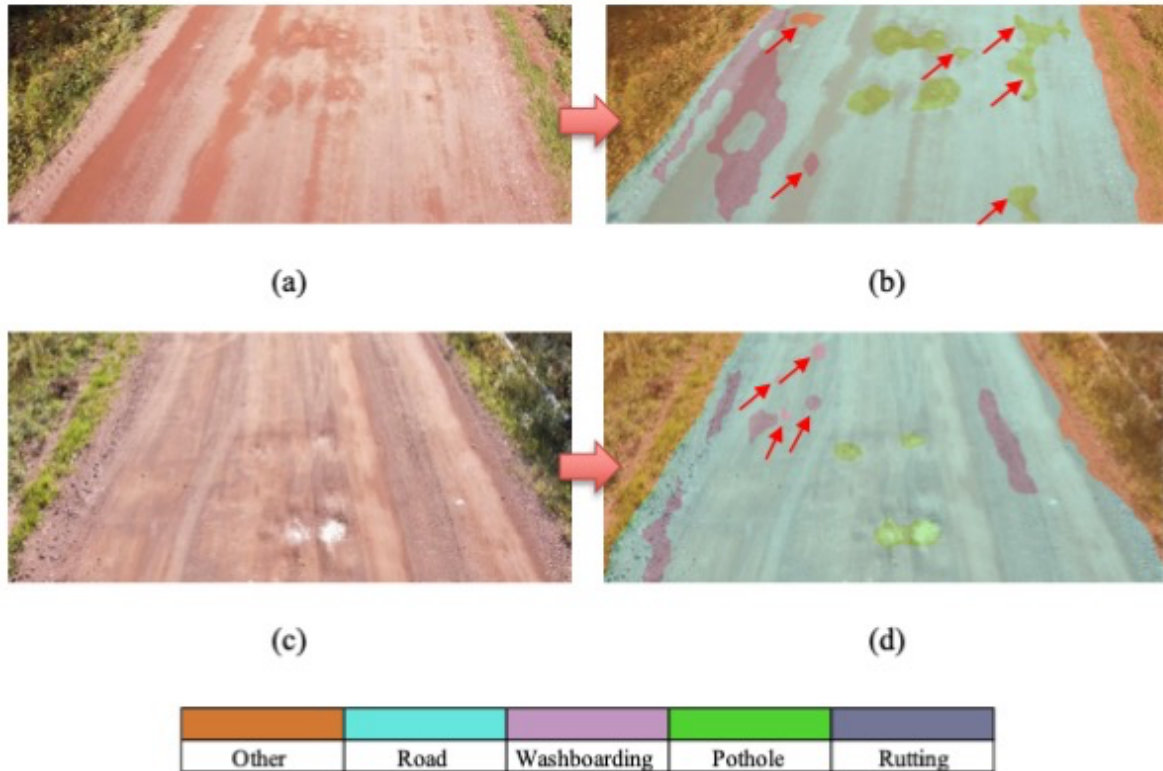 (a)
(b)
(c)
(d)
Other
Road
Washboarding
Pothole
Rutting